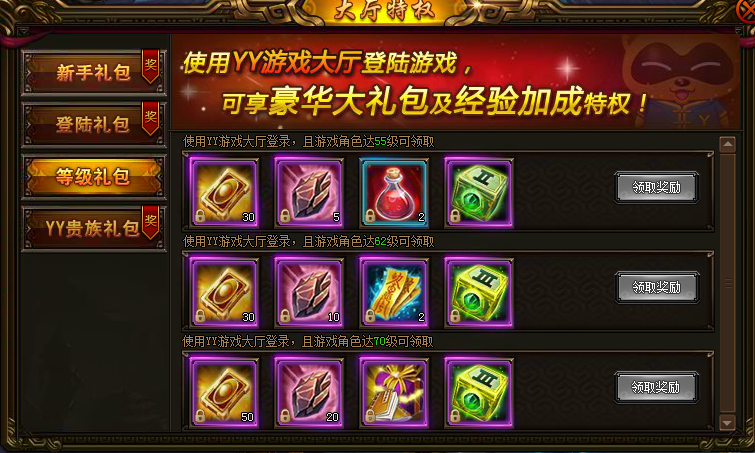 大厅特权
使用YY游戏大厅登陆游戏，
可享豪华大礼包及经验加成特权！
新手礼包
奖
登陆礼包
奖
等级礼包
YY贵族礼包
奖
使用YY游戏大厅登录，且游戏角色达55级可领取
30
5
2
II
领取奖励
使用YY游戏大厅登录，且游戏角色达62级可领取
30
10
2
III
领取奖励
使用YY游戏大厅登录，且游戏角色达70级可领取
50
20
III
领取奖励